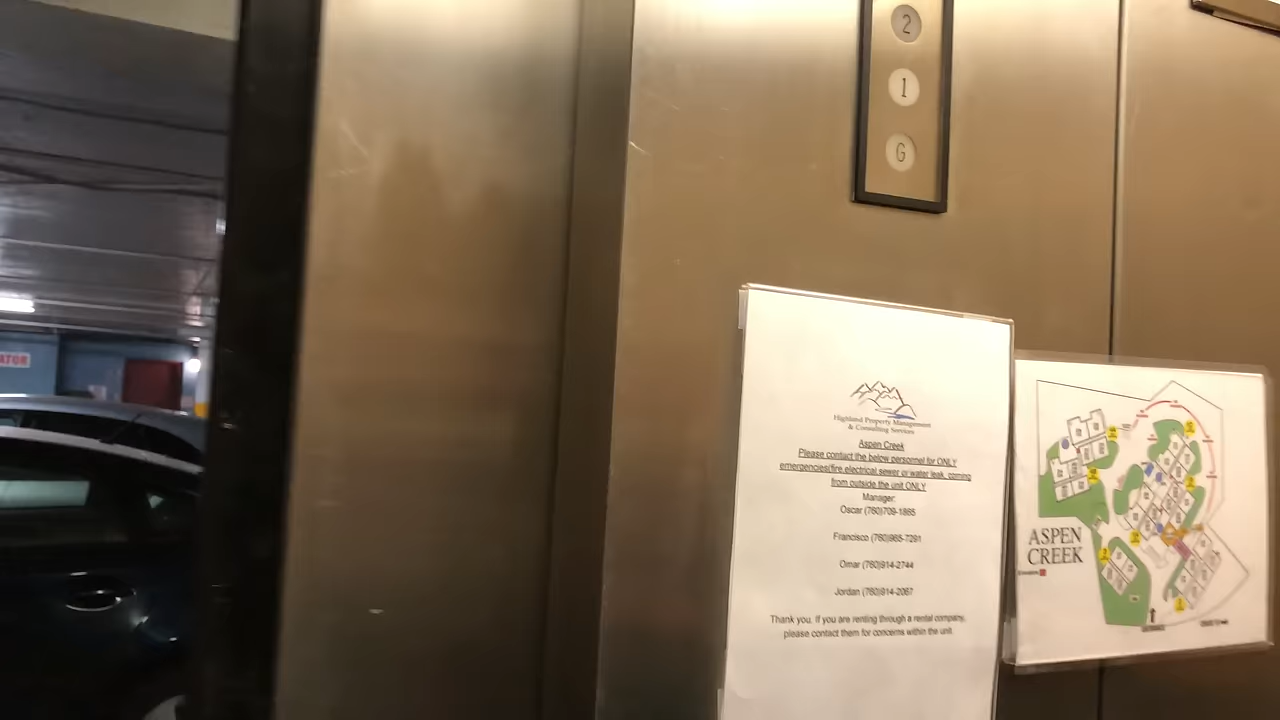 2
1
G
ATOR
Highland Property Management
& Consulting Services
Aspen Creek
Please contact the below personnel for ONLY
emergencies/fire,electrical,sewer or water leak, coming
from outside the unit ONLY
Manager:
Oscar (760)709-1865
Francisco (760)965-7291
Omar (760)914-2744
Jordan (760)914-2067
Thank you. If you are renting through a rental company,
please contact them for concerns within the unit.
ASPEN
CREEK